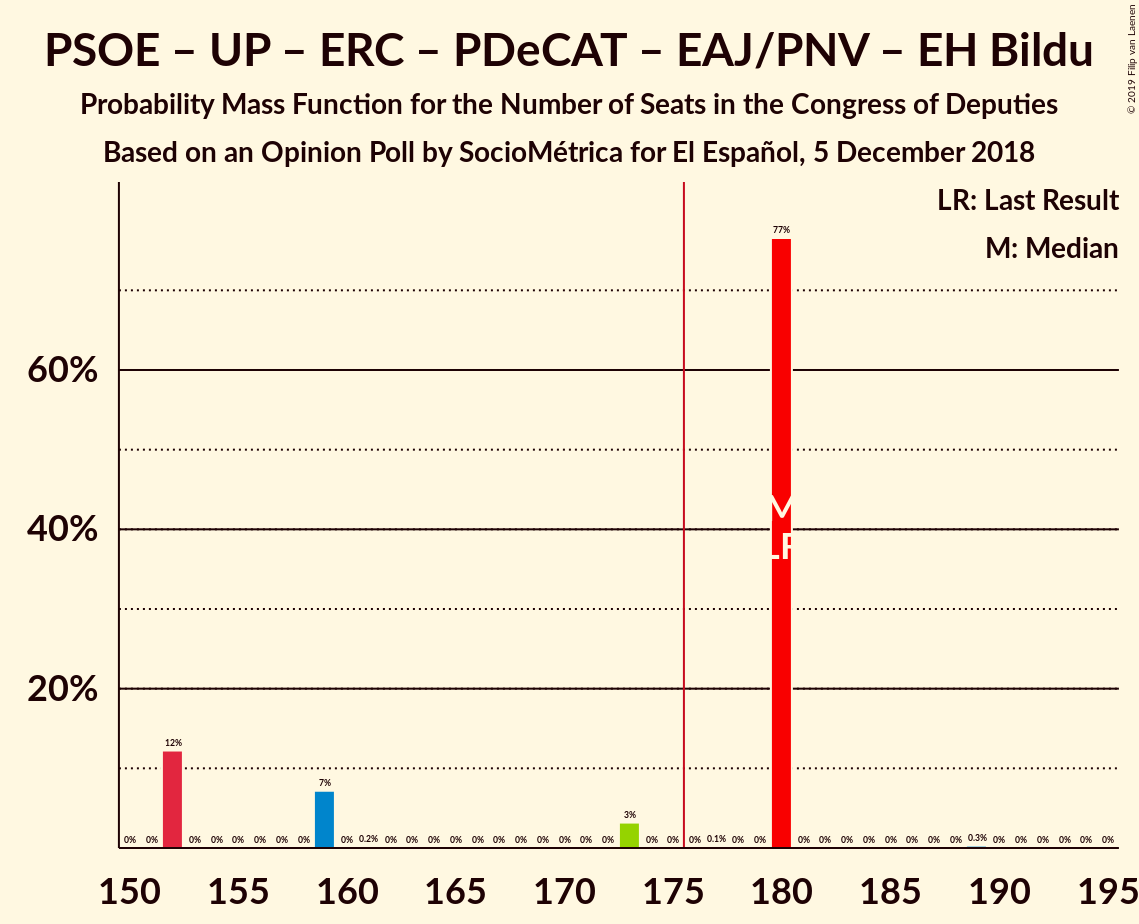 PSOE – UP – ERC – PDeCAT – EAJ/PNV – EH Bildu
Probability Mass Function for the Number of Seats in the Congress of Deputies
Based on an Opinion Poll by SocioMétrica for El Español, 5 December 2018
© 2019 Filip van Laenen
LR: Last Result
M: Median
77%
60%
40%
20%
M
LR
12%
7%
3%
0% 0% 0% 0% 0% 0% 0% 0% 0% 0.2% 0% 0% 0% 0% 0% 0% 0% 0% 0% 0% 0% 0% 0% 0% 0.1% 0% 0% 0% 0% 0% 0% 0% 0% 0% 0% 0.3% 0% 0% 0% 0% 0% 0%
150 155 160 165 170 175 180 185 190 195